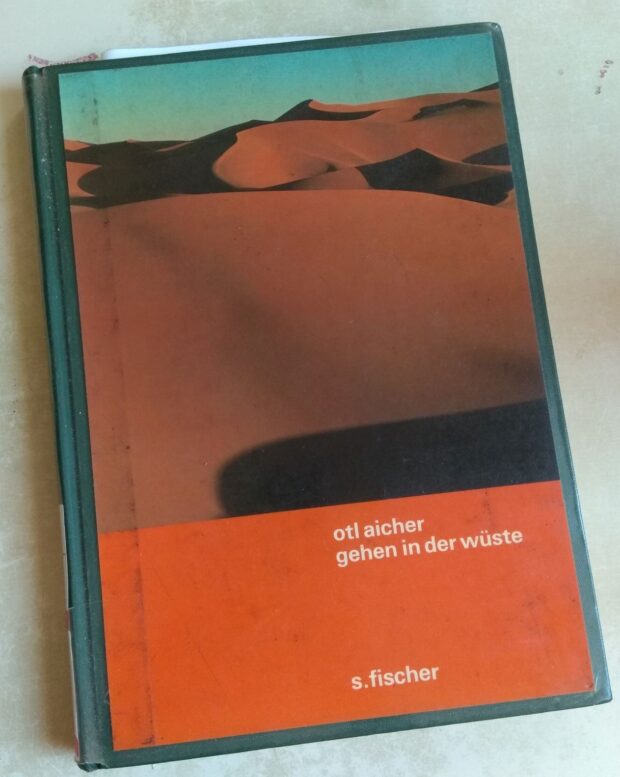 otl aicher
gehen in der wüste
s.fischer